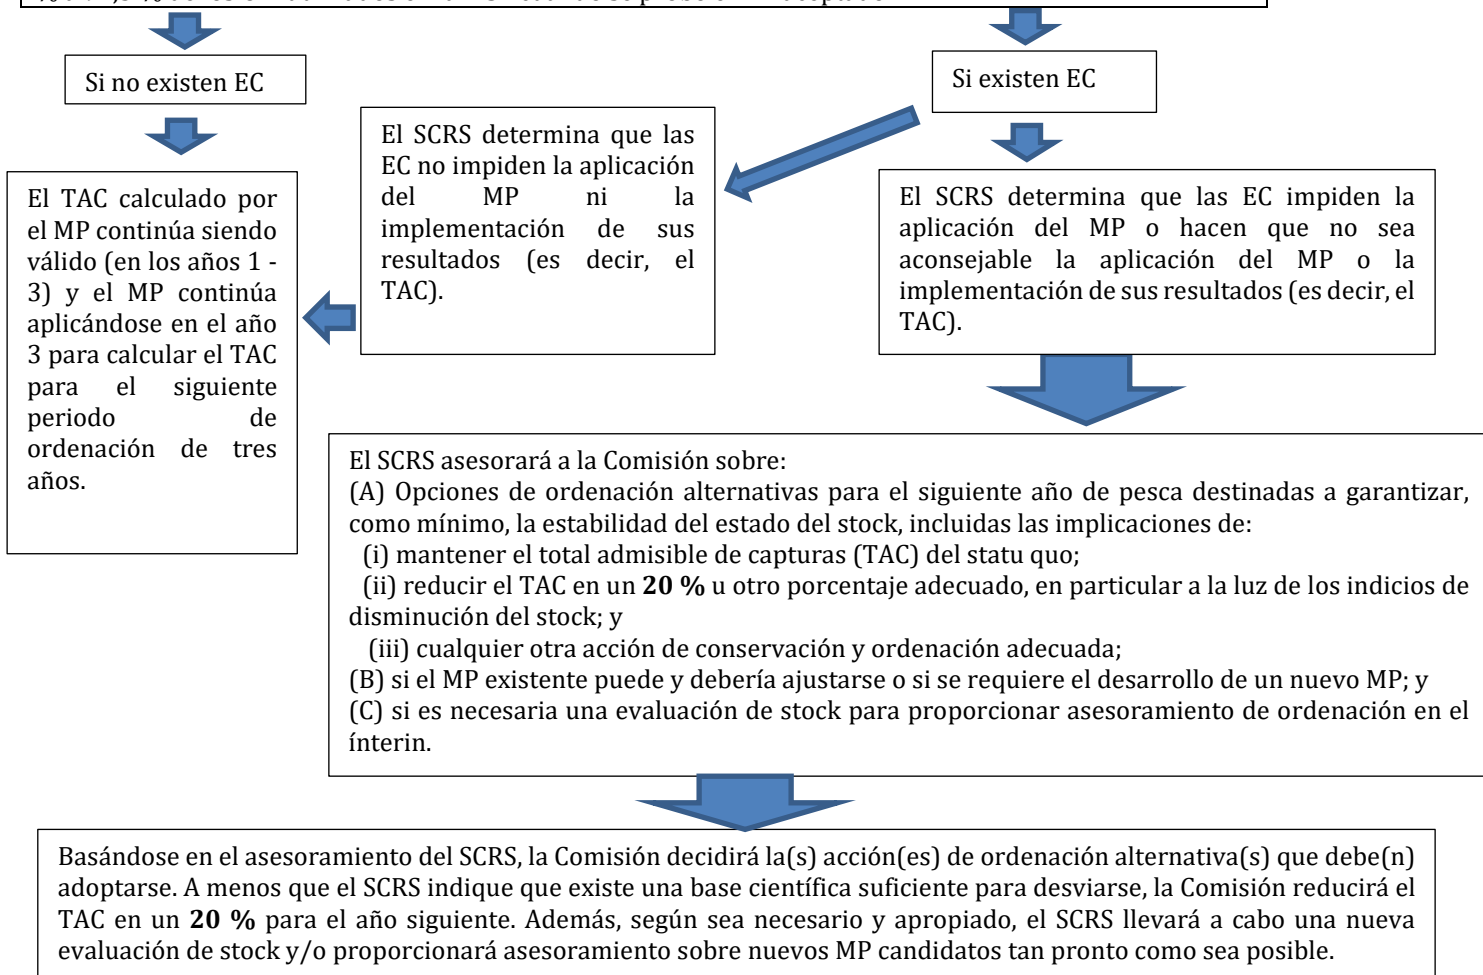 Si no existen EC
Si existen EC
El SCRS determina que las
EC no impiden la aplicación
del MP ni la
implementación de sus
resultados (es decir, el
TAC).
El SCRS determina que las EC impiden la
aplicación del MP o hacen que no sea
aconsejable la aplicación del MP o la
implementación de sus resultados (es decir, el
TAC).
El TAC calculado por
el MP continúa siendo
válido (en los años 1 -
3) y el MP continúa
aplicándose en el año
3 para calcular el TAC
para el siguiente
periodo de
ordenación de tres
años.
El SCRS asesorará a la Comisión sobre:
(A) Opciones de ordenación alternativas para el siguiente año de pesca destinadas a garantizar,
como mínimo, la estabilidad del estado del stock, incluidas las implicaciones de:
(i) mantener el total admisible de capturas (TAC) del statu quo;
(ii) reducir el TAC en un 20 % u otro porcentaje adecuado, en particular a la luz de los indicios de
disminución del stock; y
(iii) cualquier otra acción de conservación y ordenación adecuada;
(B) si el MP existente puede y debería ajustarse o si se requiere el desarrollo de un nuevo MP; y
(C) si es necesaria una evaluación de stock para proporcionar asesoramiento de ordenación en el
ínterin.
Basándose en el asesoramiento del SCRS, la Comisión decidirá la(s) acción(es) de ordenación alternativa(s) que debe(n)
adoptarse. A menos que el SCRS indique que existe una base científica suficiente para desviarse, la Comisión reducirá el
TAC en un 20 % para el año siguiente. Además, según sea necesario y apropiado, el SCRS llevará a cabo una nueva
evaluación de stock y/o proporcionará asesoramiento sobre nuevos MP candidatos tan pronto como sea posible.